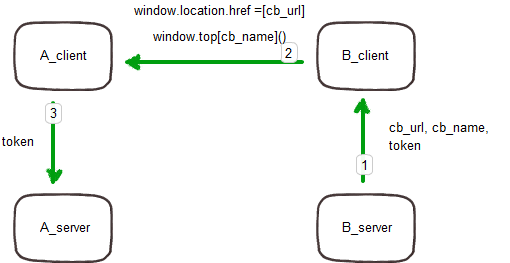 window.location.href =[cb_url]
window.top[cb_name]()
A_client
2
B_client
3
token
cb_url, cb_name,
token
1
A_server
B_server